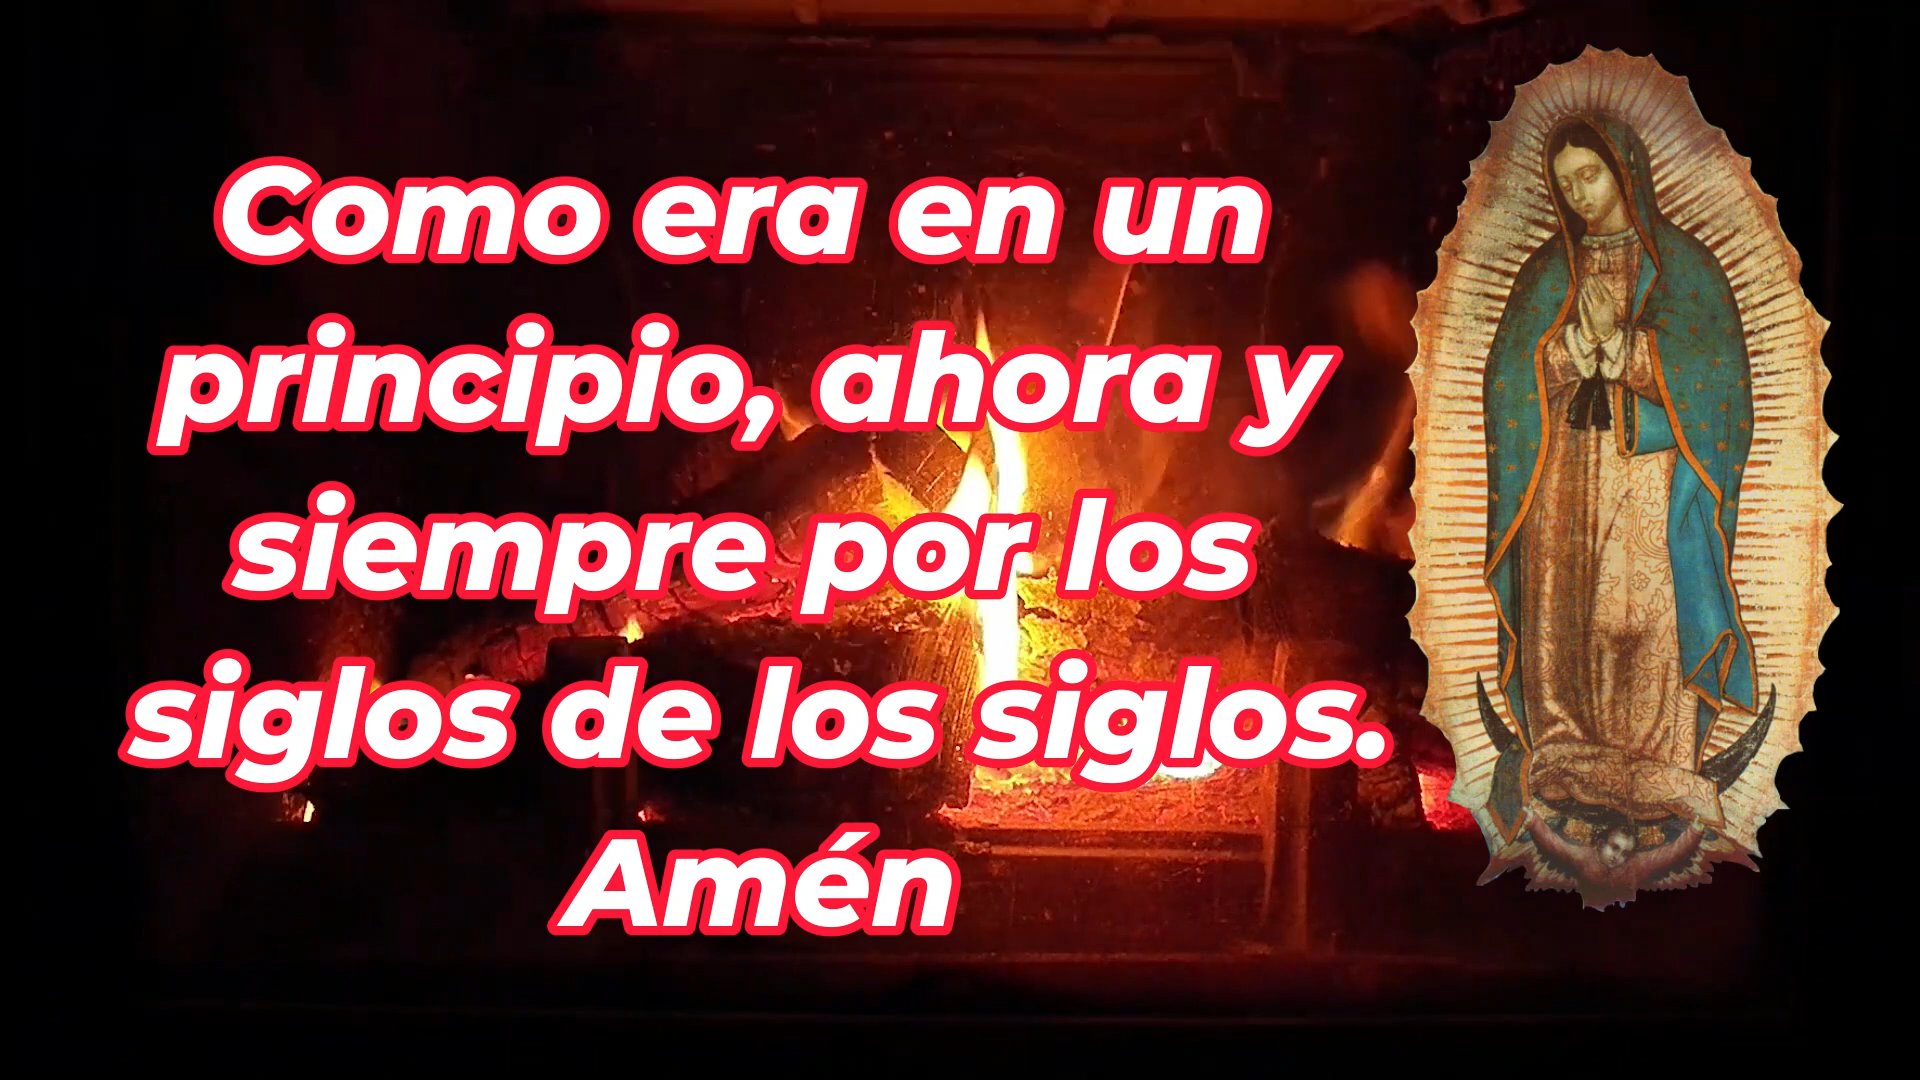 Como era en un
principio, ahora y
siempre por los
siglos de los siglos.
Amén